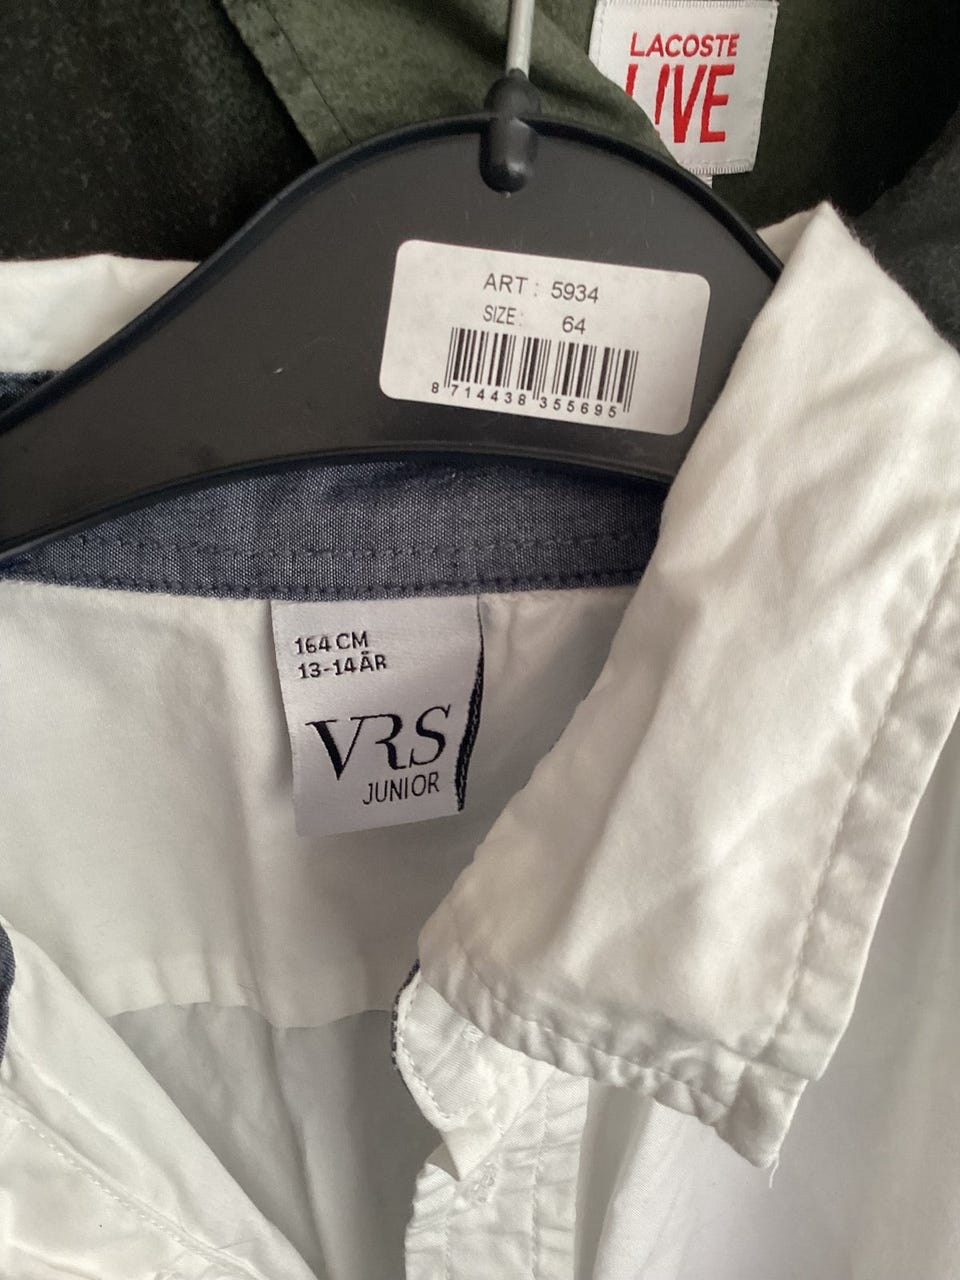 LACOSTE
LIVE
ART : 5934
SIZE: 64
8 714438 355695
164 CM
13-14 ÅR
VRS
JUNIOR